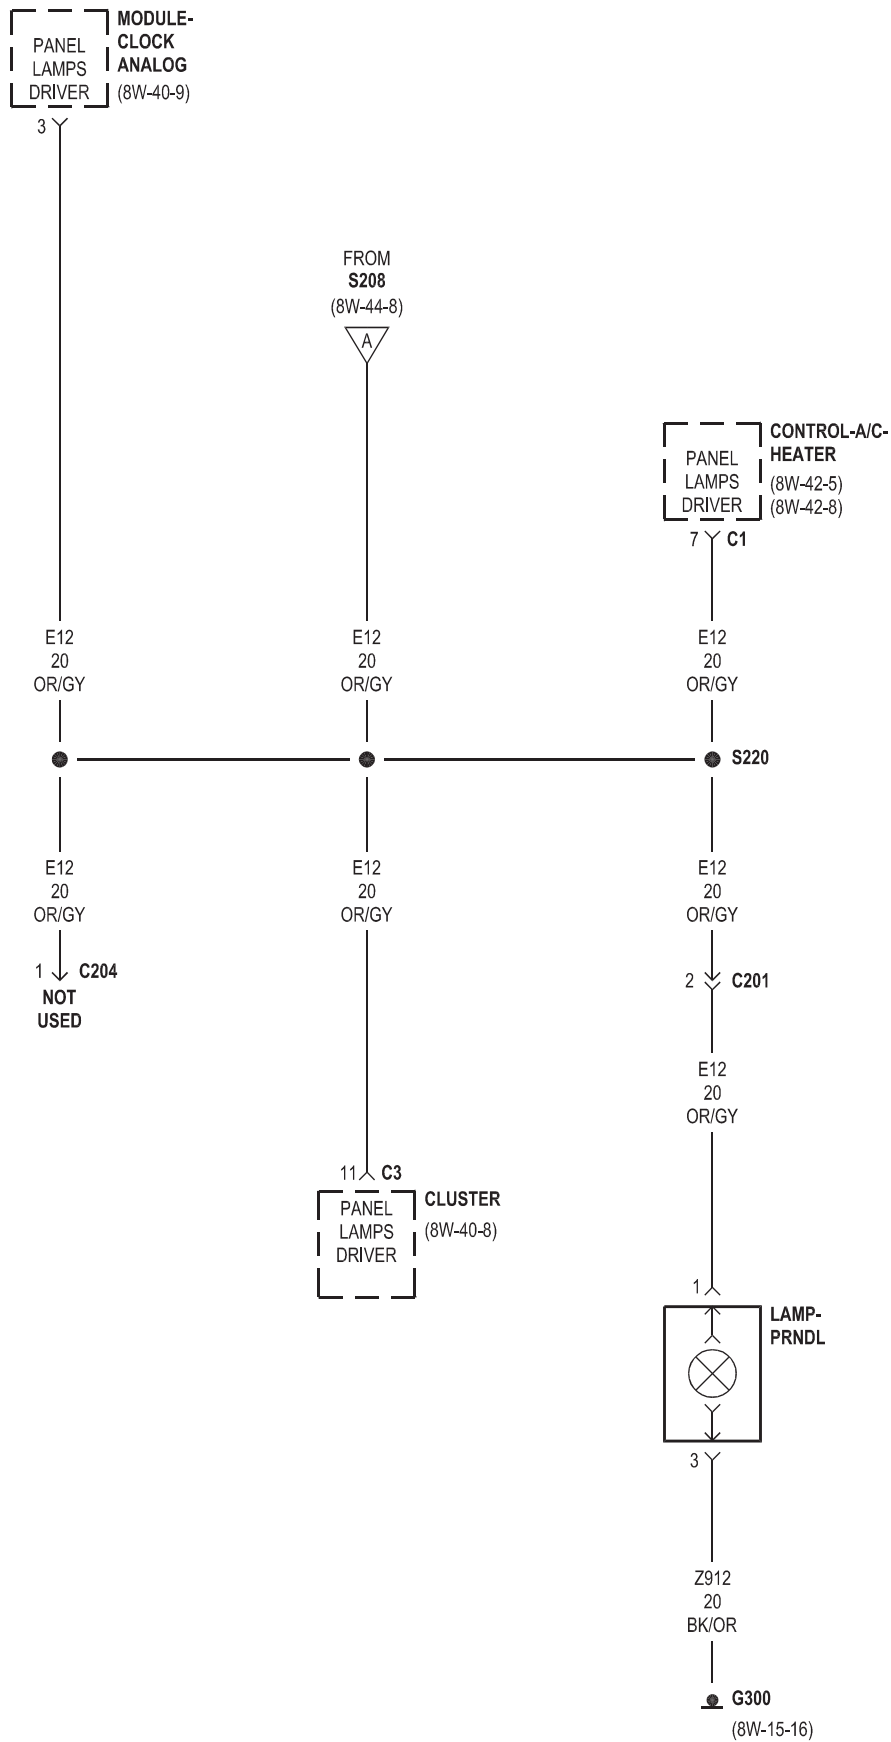 MODULE-
CLOCK
ANALOG
(8W-40-9)
PANEL
LAMPS
DRIVER
3
FROM
S208
(8W-44-8)
A
CONTROL-A/C-
HEATER
(8W-42-5)
(8W-42-8)
PANEL
LAMPS
DRIVER
7 C1
E12
20
OR/GY
E12
20
OR/GY
E12
20
OR/GY
S220
E12
20
OR/GY
E12
20
OR/GY
E12
20
OR/GY
1 C204
NOT
USED
2 C201
E12
20
OR/GY
11 C3
CLUSTER
(8W-40-8)
PANEL
LAMPS
DRIVER
1
LAMP-
PRNDL
3
Z912
20
BK/OR
G300
(8W-15-16)